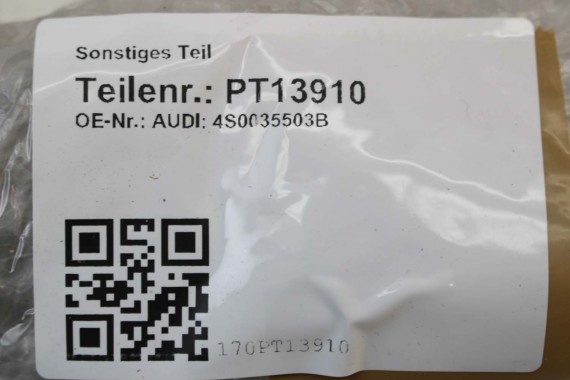 Sonstiges Teil
Teilenr.: PT13910
OE-Nr.: AUDI: 4S0035503B
170PT13910